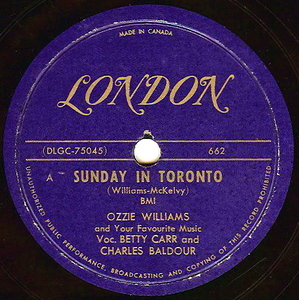 MADE IN CANADA
LONDON
(DLGC-75045) 662
A - SUNDAY IN TORONTO
(Williams-McKelvy)
BMI
OZZIE WILLIAMS
and Your Favourite Music
Voc. BETTY CARR and
CHARLES BALDOUR
UNAUTHORIZED PUBLIC PERFORMANCE, BROADCASTING AND COPYING OF THIS RECORD PROHIBITED